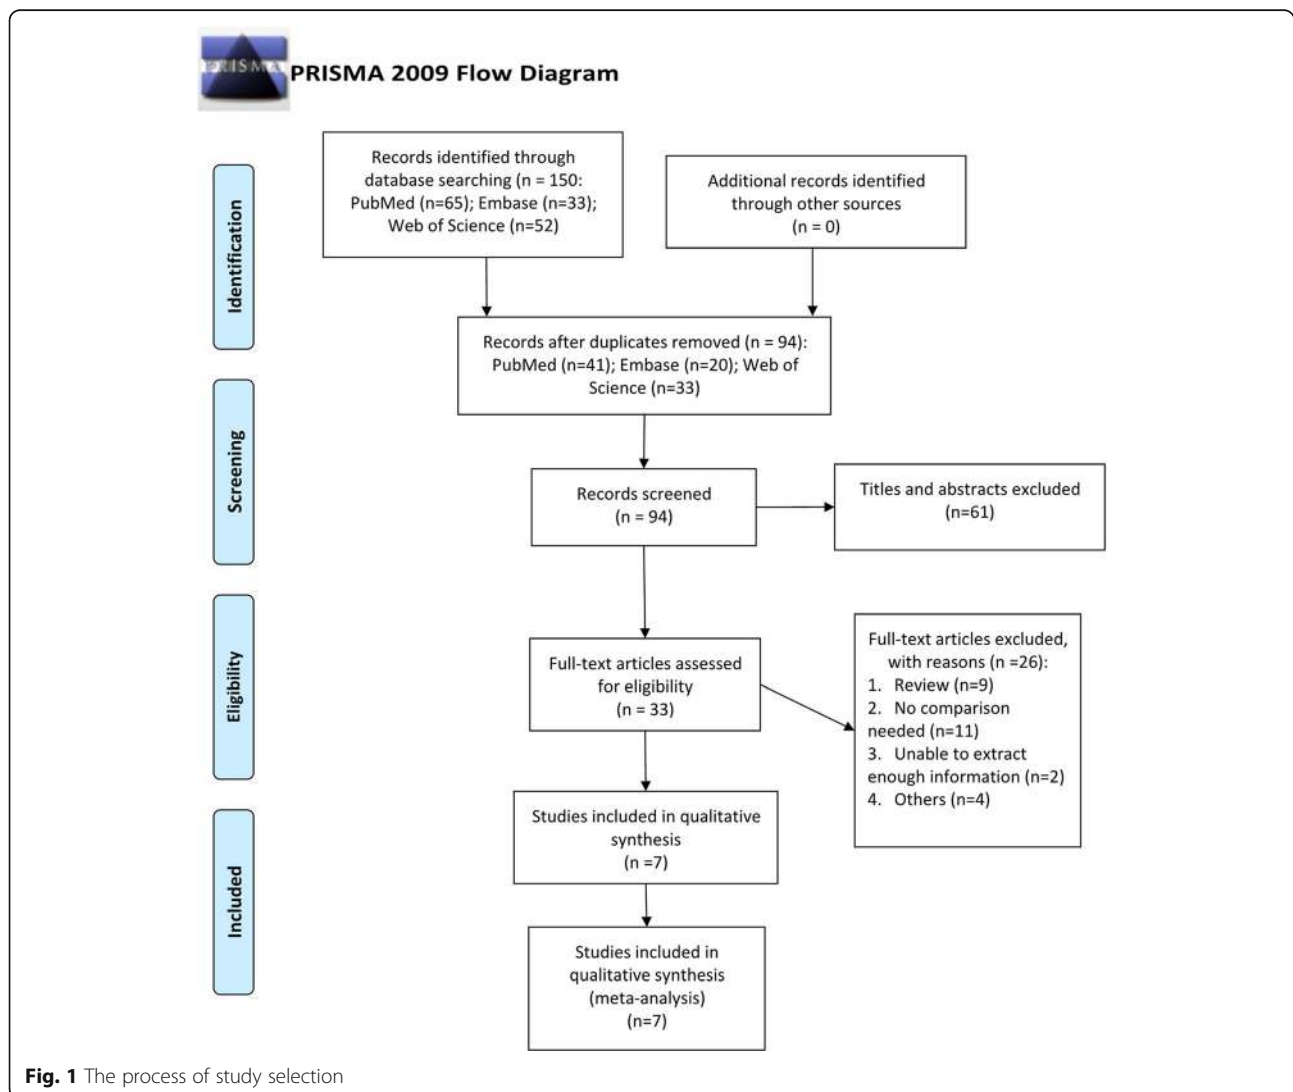 PRISMA
PRISMA 2009 Flow Diagram
Identification
Records identified through
database searching (n = 150:
PubMed (n=65); Embase (n=33);
Web of Science (n=52)
Additional records identified
through other sources
(n = 0)
Records after duplicates removed (n = 94):
PubMed (n=41); Embase (n=20); Web of
Science (n=33)
Screening
Records screened
(n = 94)
Titles and abstracts excluded
(n=61)
Eligibility
Full-text articles assessed
for eligibility
(n = 33)
Full-text articles excluded,
with reasons (n =26):
1. Review (n=9)
2. No comparison
needed (n=11)
3. Unable to extract
enough information (n=2)
4. Others (n=4)
Included
Studies included in qualitative
synthesis
(n =7)
Studies included in
qualitative synthesis
(meta-analysis)
(n=7)
Fig. 1 The process of study selection